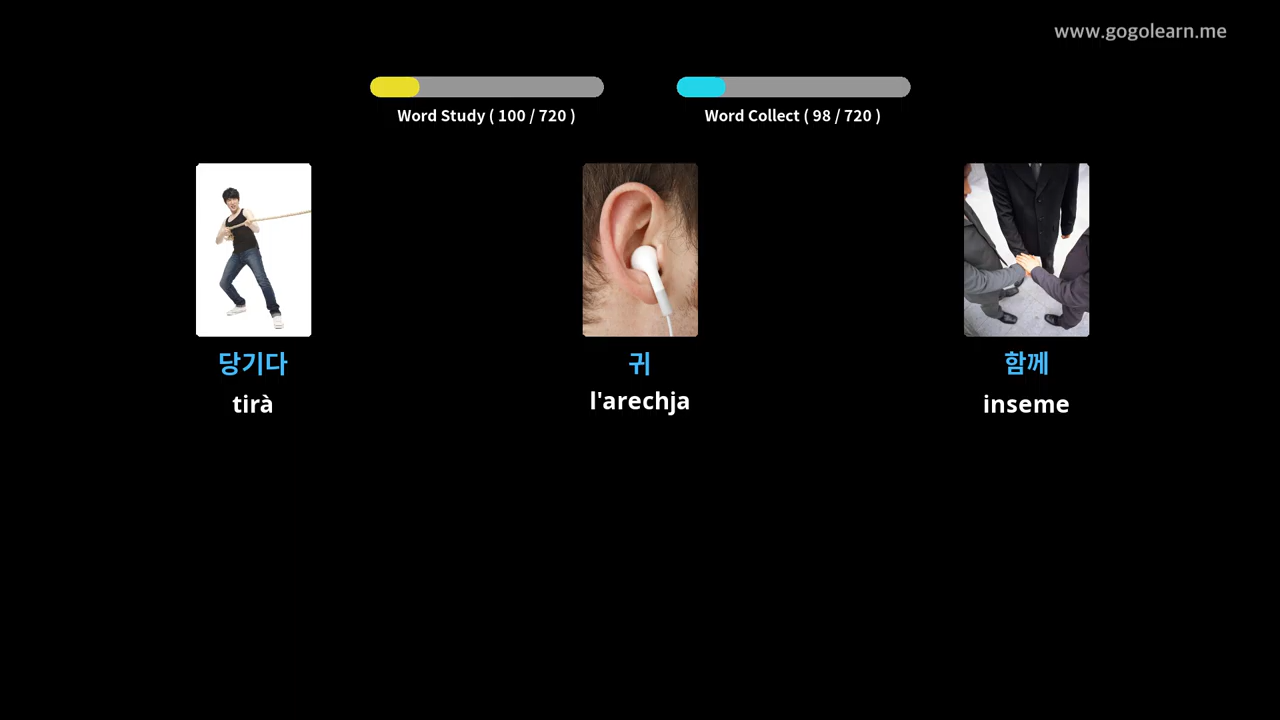 www.gogolearn.me
Word Study ( 100 / 720 )
Word Collect ( 98 / 720 )
당기다
귀
함께
tirà
l'arechja
inseme